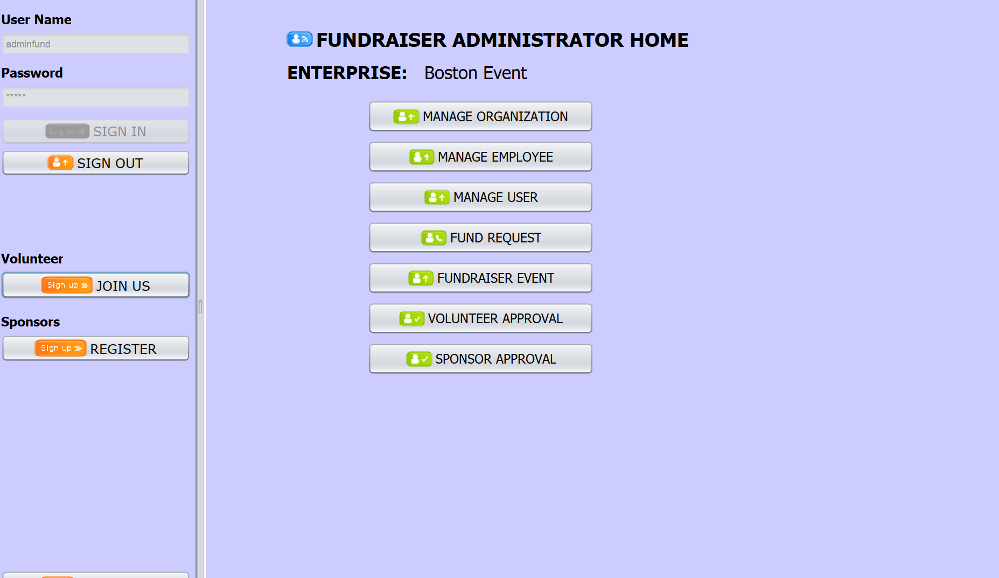 User Name
adminfund
Password
*****
Log In SIGN IN
SIGN OUT
Volunteer
Sign up JOIN US
Sponsors
Sign up REGISTER
FUNDRAISER ADMINISTRATOR HOME
ENTERPRISE: Boston Event
MANAGE ORGANIZATION
MANAGE EMPLOYEE
MANAGE USER
FUND REQUEST
FUNDRAISER EVENT
VOLUNTEER APPROVAL
SPONSOR APPROVAL